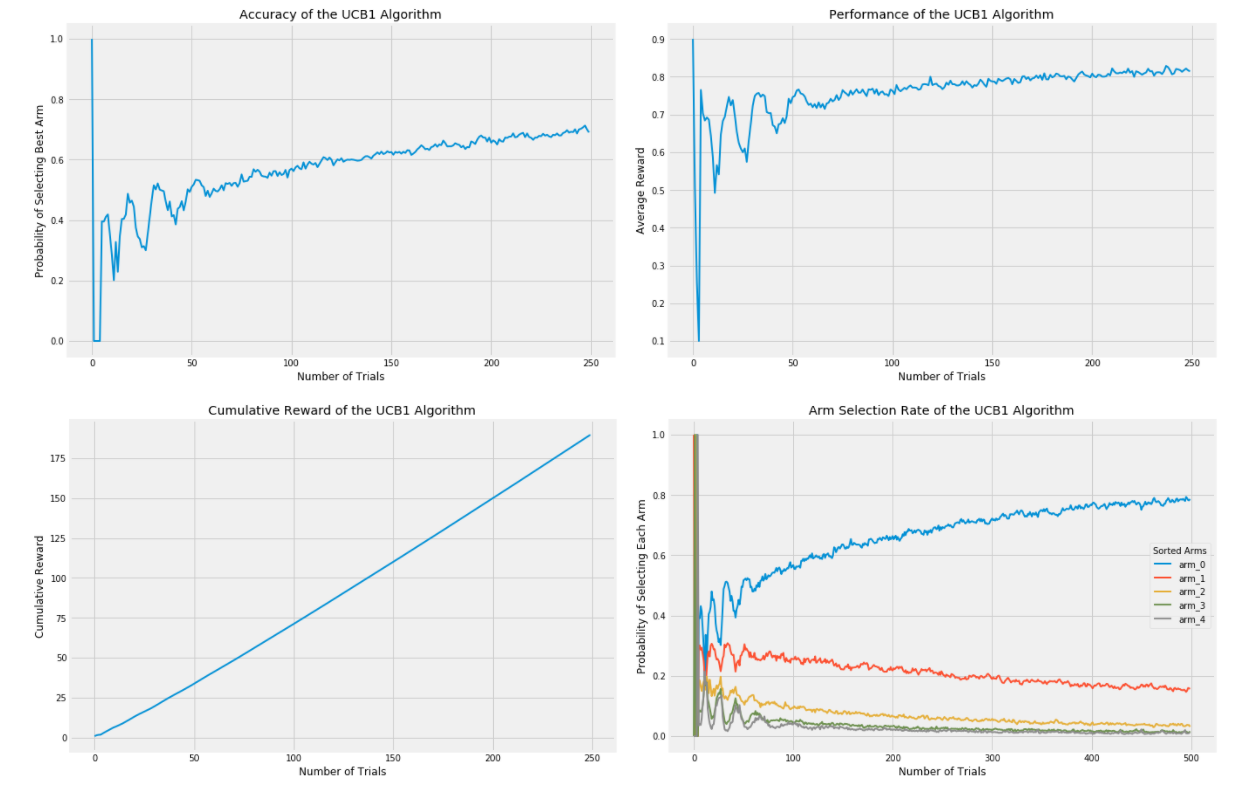 Accuracy of the UCB1 Algorithm
Probability of Selecting Best Arm
1.0
0.8
0.6
0.4
0.2
0.0
0 50 100 150 200 250
Number of Trials
Performance of the UCB1 Algorithm
Average Reward
0.9
0.8
0.7
0.6
0.5
0.4
0.3
0.2
0.1
0 50 100 150 200 250
Number of Trials
Cumulative Reward of the UCB1 Algorithm
Cumulative Reward
175
150
125
100
75
50
25
0
0 50 100 150 200 250
Number of Trials
Arm Selection Rate of the UCB1 Algorithm
Probability of Selecting Each Arm
1.0
0.8
0.6
0.4
0.2
0.0
Sorted Arms
arm_0
arm_1
arm_2
arm_3
arm_4
0 100 200 300 400 500
Number of Trials